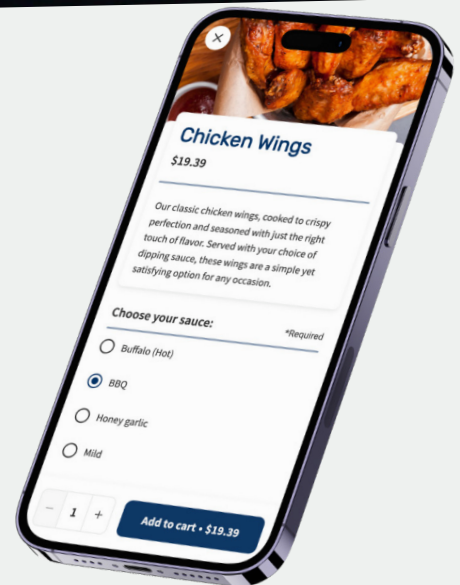 Chicken Wings
$19.39
Our classic chicken wings, cooked to crispy
perfection and seasoned with just the right
touch of flavor. Served with your choice of
dipping sauce, these wings are a simple yet
satisfying option for any occasion.
Choose your sauce:
*Required
Buffalo (Hot)
BBQ
Honey garlic
Mild
− 1 +
Add to cart • $19.39